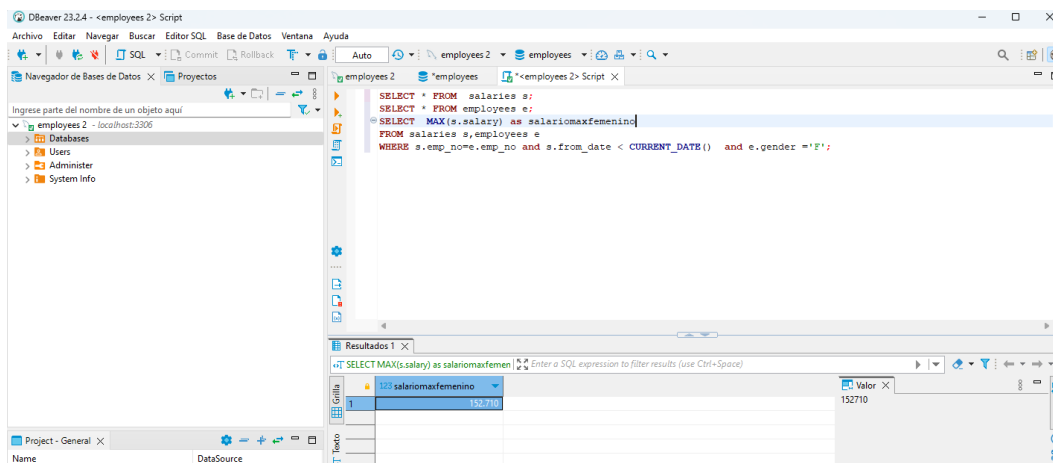 DBeaver 23.2.4 - <employees 2> Script
Archivo Editar Navegar Buscar Editor SQL Base de Datos Ventana Ayuda
SQL Commit Rollback Auto employees 2 employees
Navegador de Bases de Datos Proyectos
employees 2 *employees *<employees 2> Script
Ingrese parte del nombre de un objeto aquí
employees 2 - localhost:3306
Databases
Users
Administer
System Info
SELECT * FROM salaries s;
SELECT * FROM employees e;
SELECT MAX(s.salary) as salariomaxfemenino
FROM salaries s,employees e
WHERE s.emp_no=e.emp_no and s.from_date < CURRENT_DATE() and e.gender ='F';
Resultados 1
SELECT MAX(s.salary) as salariomaxfemen Enter a SQL expression to filter results (use Ctrl+Space)
Grilla
Texto
123 salariomaxfemenino
1 152.710
Valor
152710
Project - General
Name DataSource